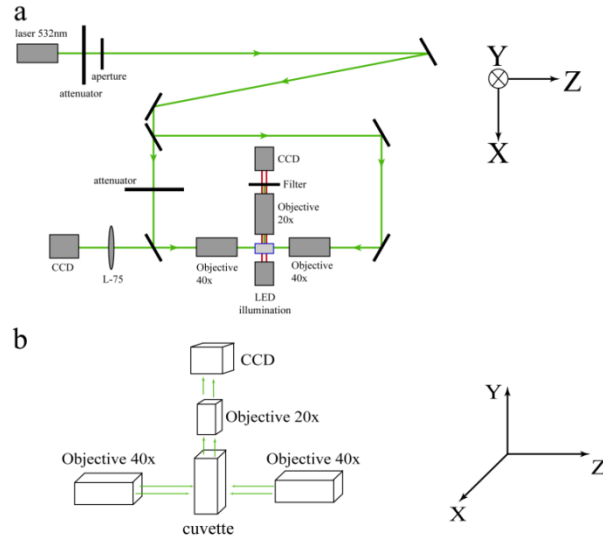 a
laser 532nm
aperture
attenuator
Y
Z
X
attenuator
CCD
Filter
Objective
20x
CCD
L-75
Objective
40x
Objective
40x
LED
illumination
b
CCD
Objective 20x
Objective 40x
Objective 40x
cuvette
Y
Z
X